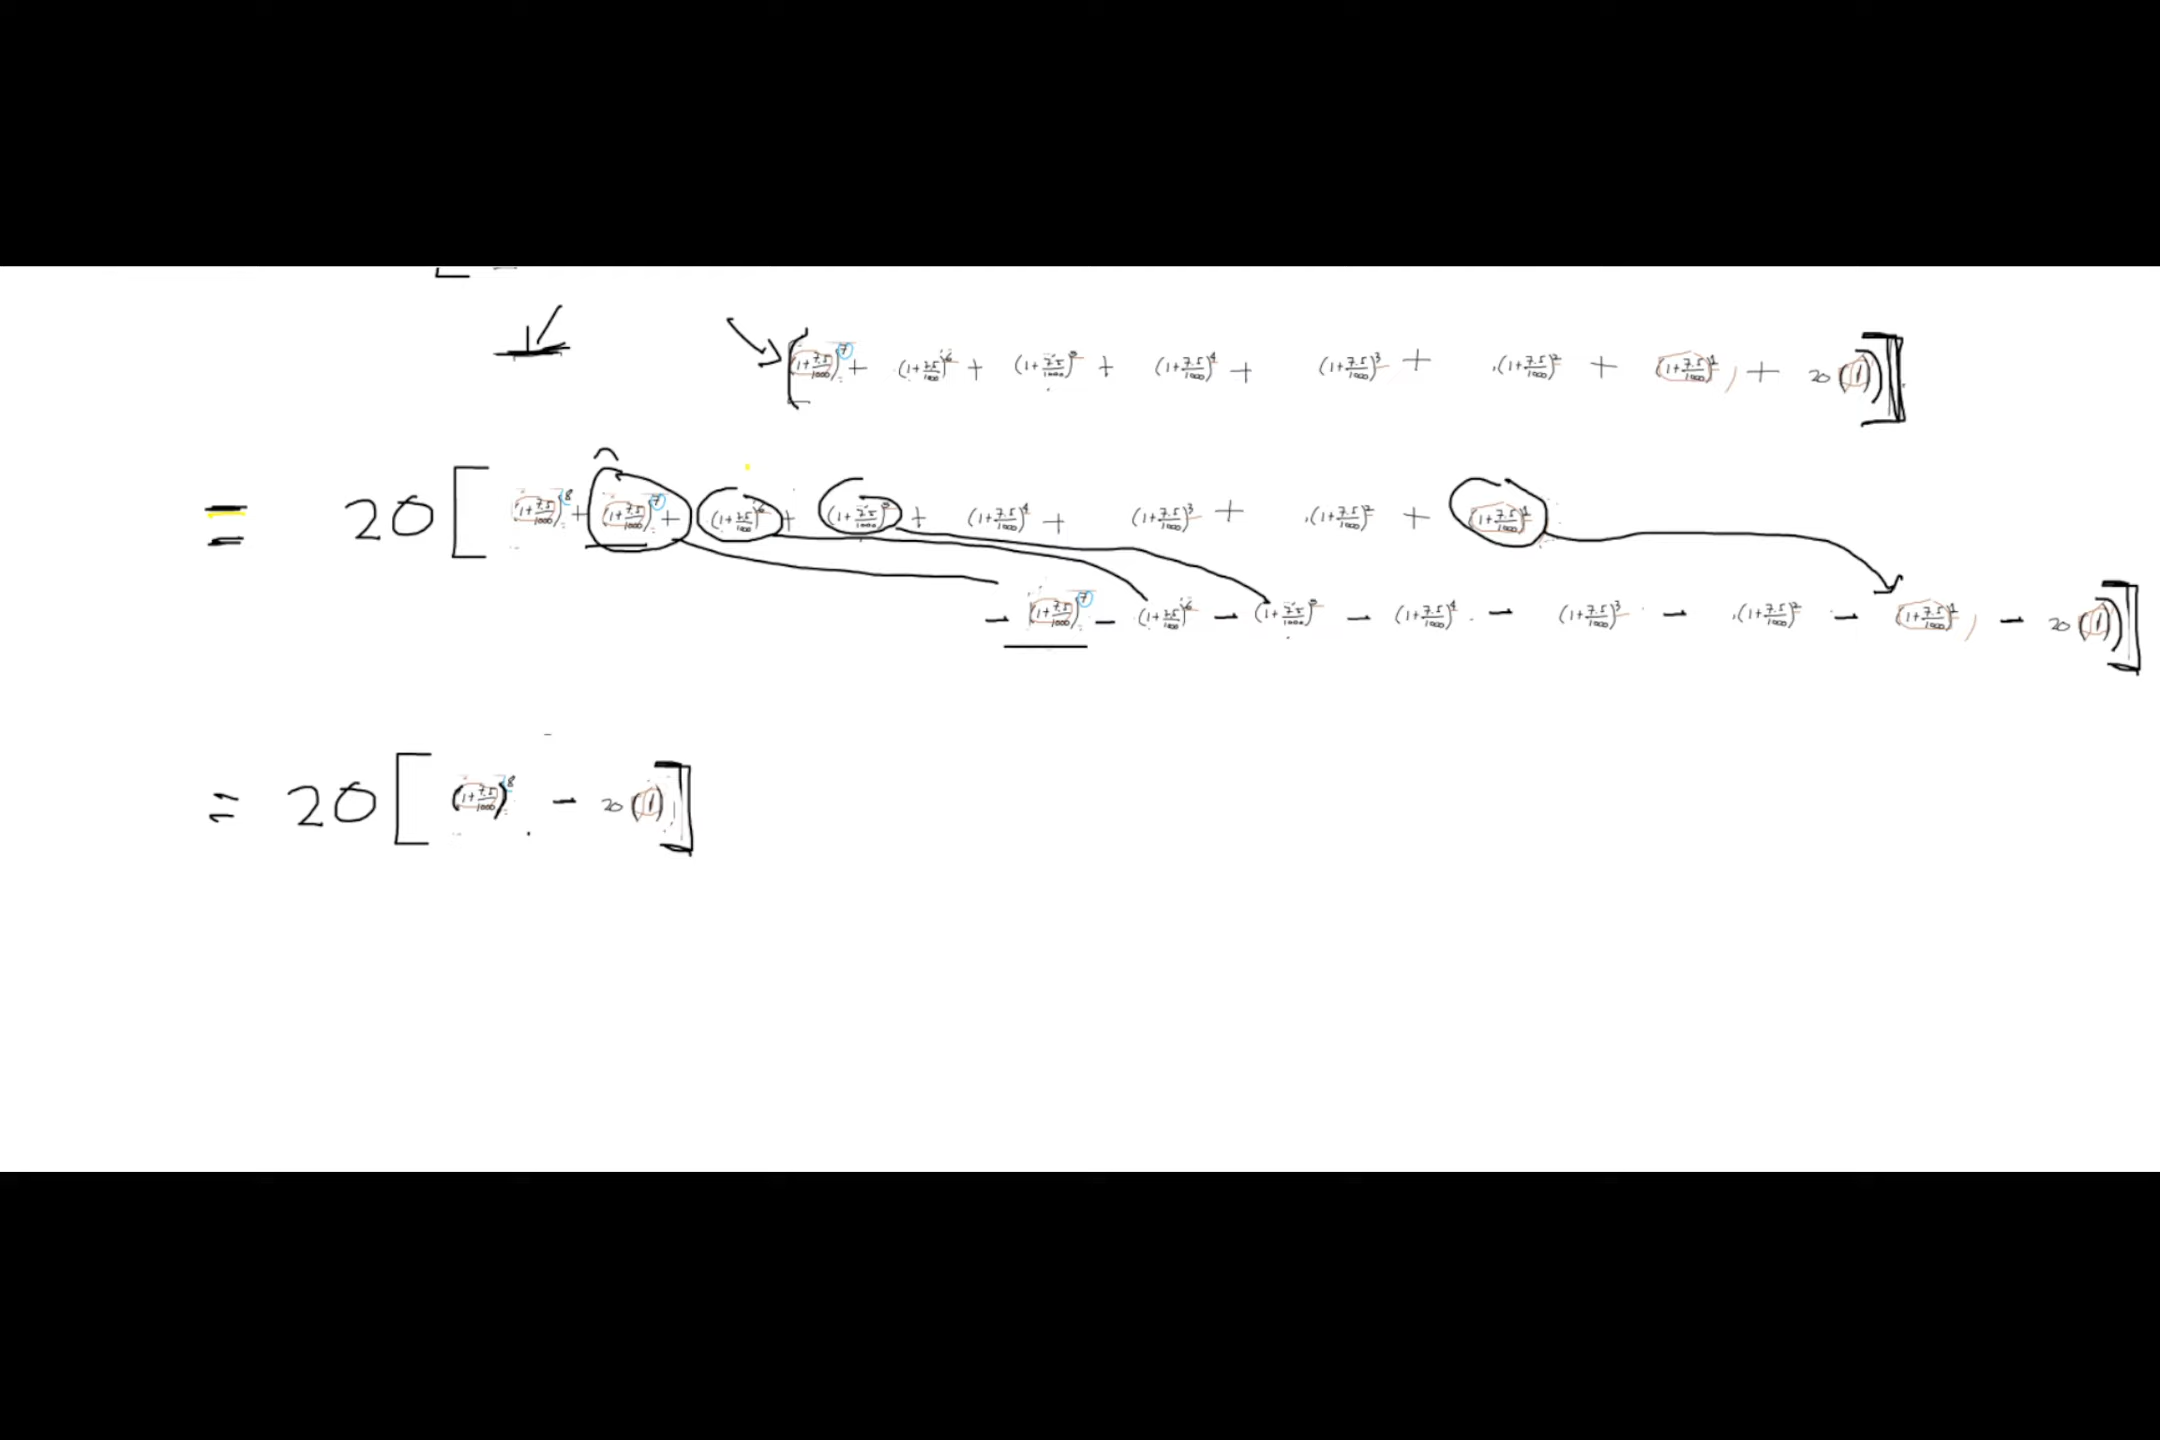 [(1+7.5/1000)^7 + (1+7.5/1000)^6 + (1+7.5/1000)^5 + (1+7.5/1000)^4 + (1+7.5/1000)^3 + (1+7.5/1000)^2 + (1+7.5/1000)^1 + 20(1)]
= 20[(1+7.5/1000)^8 + (1+7.5/1000)^7 + (1+7.5/1000)^6 + (1+7.5/1000)^5 + (1+7.5/1000)^4 + (1+7.5/1000)^3 + (1+7.5/1000)^2 + (1+7.5/1000)^1
- (1+7.5/1000)^7 - (1+7.5/1000)^6 - (1+7.5/1000)^5 - (1+7.5/1000)^4 - (1+7.5/1000)^3 - (1+7.5/1000)^2 - (1+7.5/1000)^1 - 20(1)]
= 20[(1+7.5/1000)^8 - 20(1)]